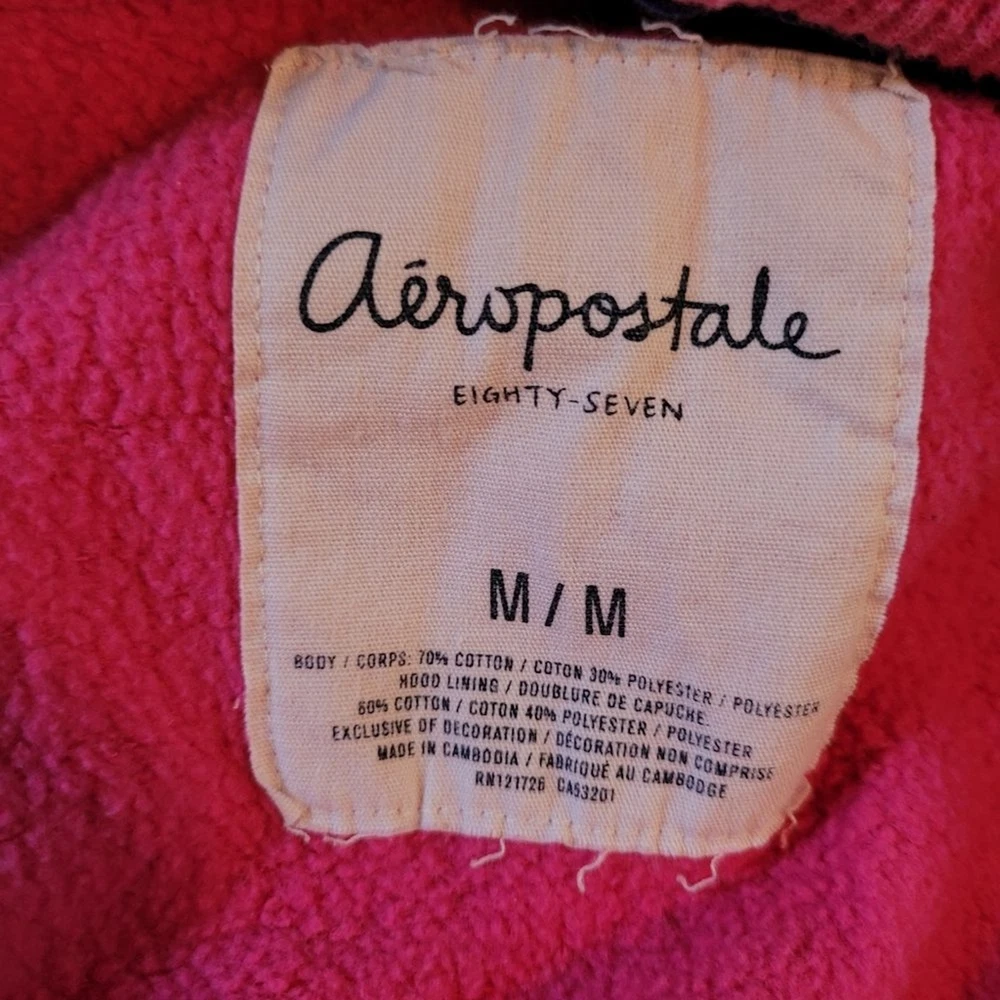 aéropostale
EIGHTY-SEVEN
M / M
BODY / CORPS: 70% COTTON / COTON 30% POLYESTER / POLYESTER
HOOD LINING / DOUBLURE DE CAPUCHE:
60% COTTON / COTON 40% POLYESTER / POLYESTER
EXCLUSIVE OF DECORATION / DÉCORATION NON COMPRISE
MADE IN CAMBODIA / FABRIQUÉ AU CAMBODGE
RN121726 CA53201